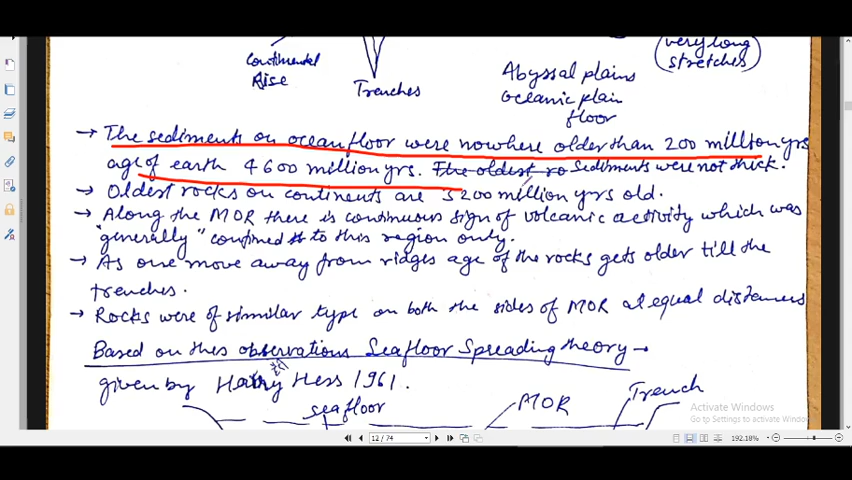 Continental
Rise
Trenches
very long
stretches
Abyssal plains
oceanic plain
floor
→ The sediments on oceanfloor were nowhere older than 200 million yrs
age of earth 4600 million yrs. The oldest ro Sediments were not thick.
→ Oldest rocks on continents are 3200 million yrs old.
→ Along the MOR there is continuous sign of volcanic activity which was
"generally" confined to this region only.
→ As one move away from ridges age of the rocks gets older till the
trenches.
→ Rocks were of similar type on both the sides of MOR at equal distances
Based on thes observations Seafloor Spreading theory →
given by Harry Hess 1961.
seafloor
MOR
Trench
Activate Windows
Go to Settings to activate Windows.
12 / 74
192.18%